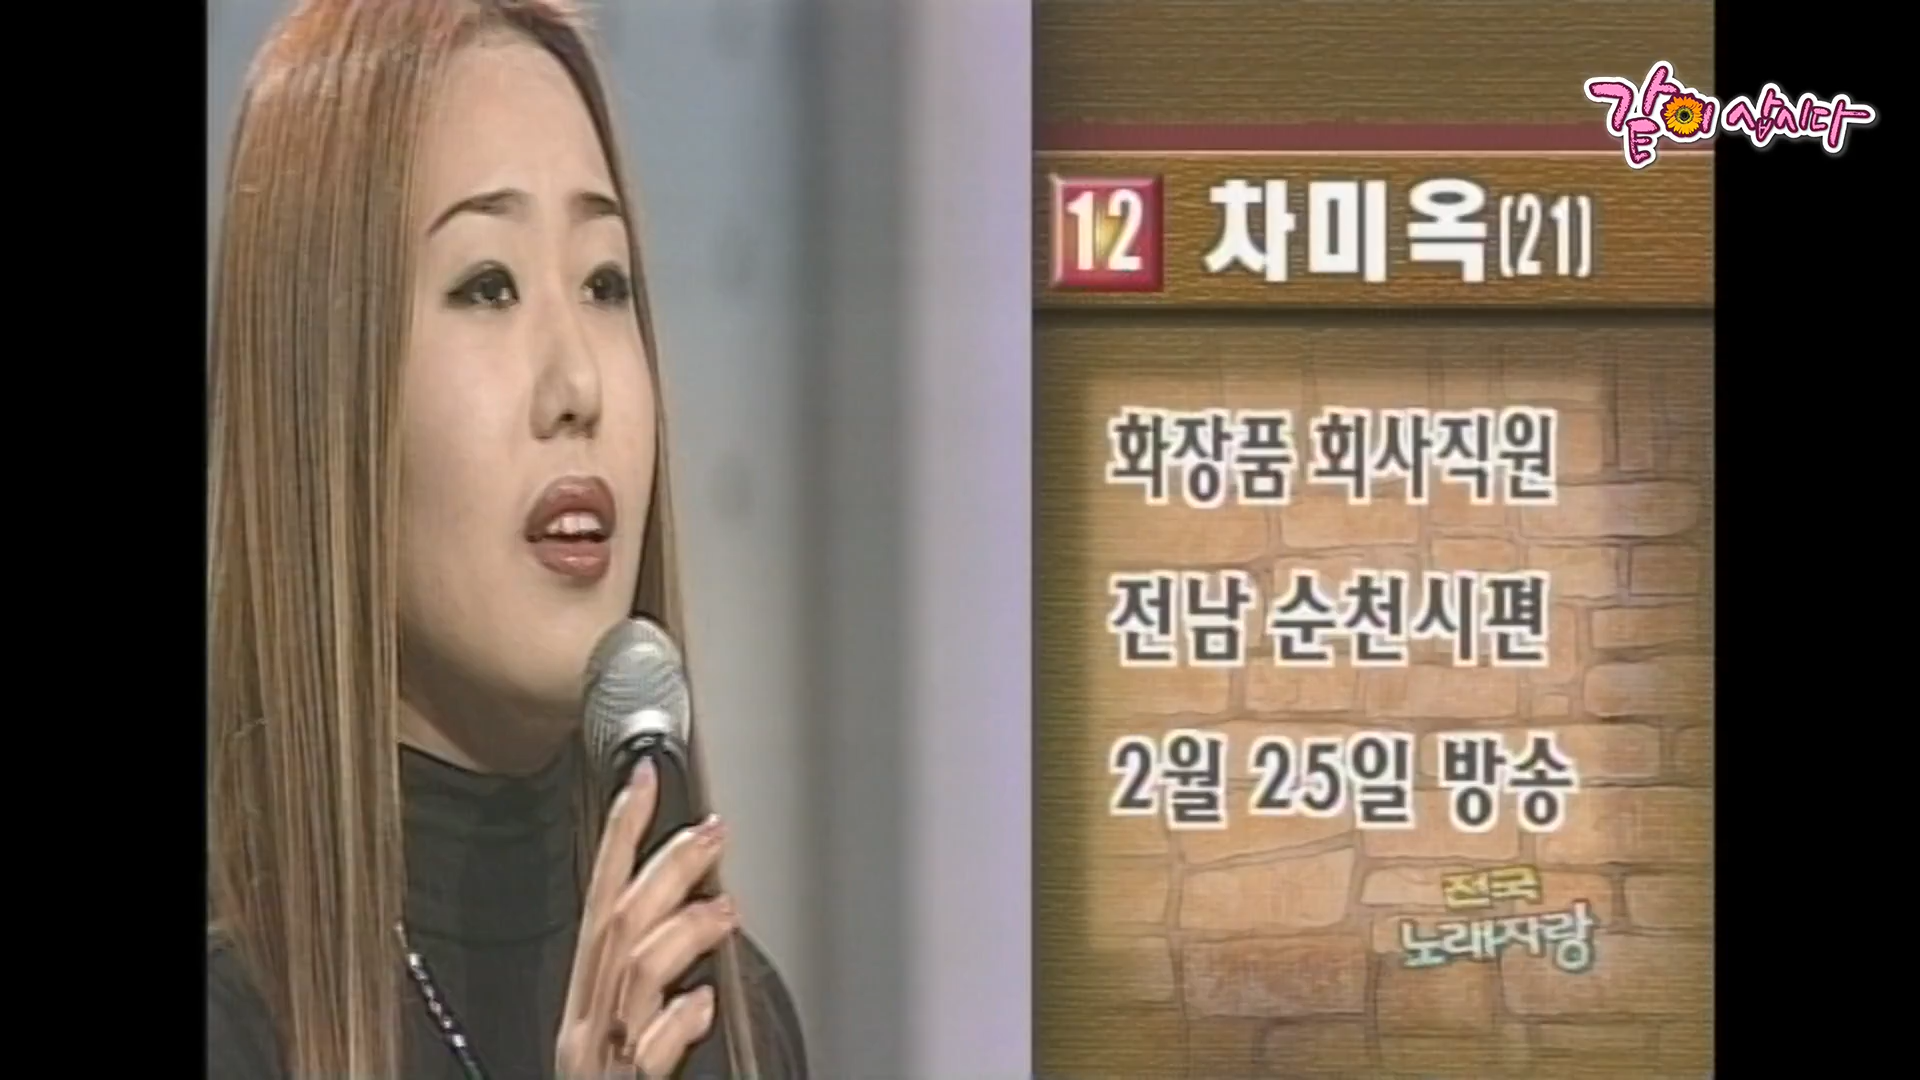 같이 삽시다
12 차미옥(21)
화장품 회사직원
전남 순천시편
2월 25일 방송
전국
노래자랑